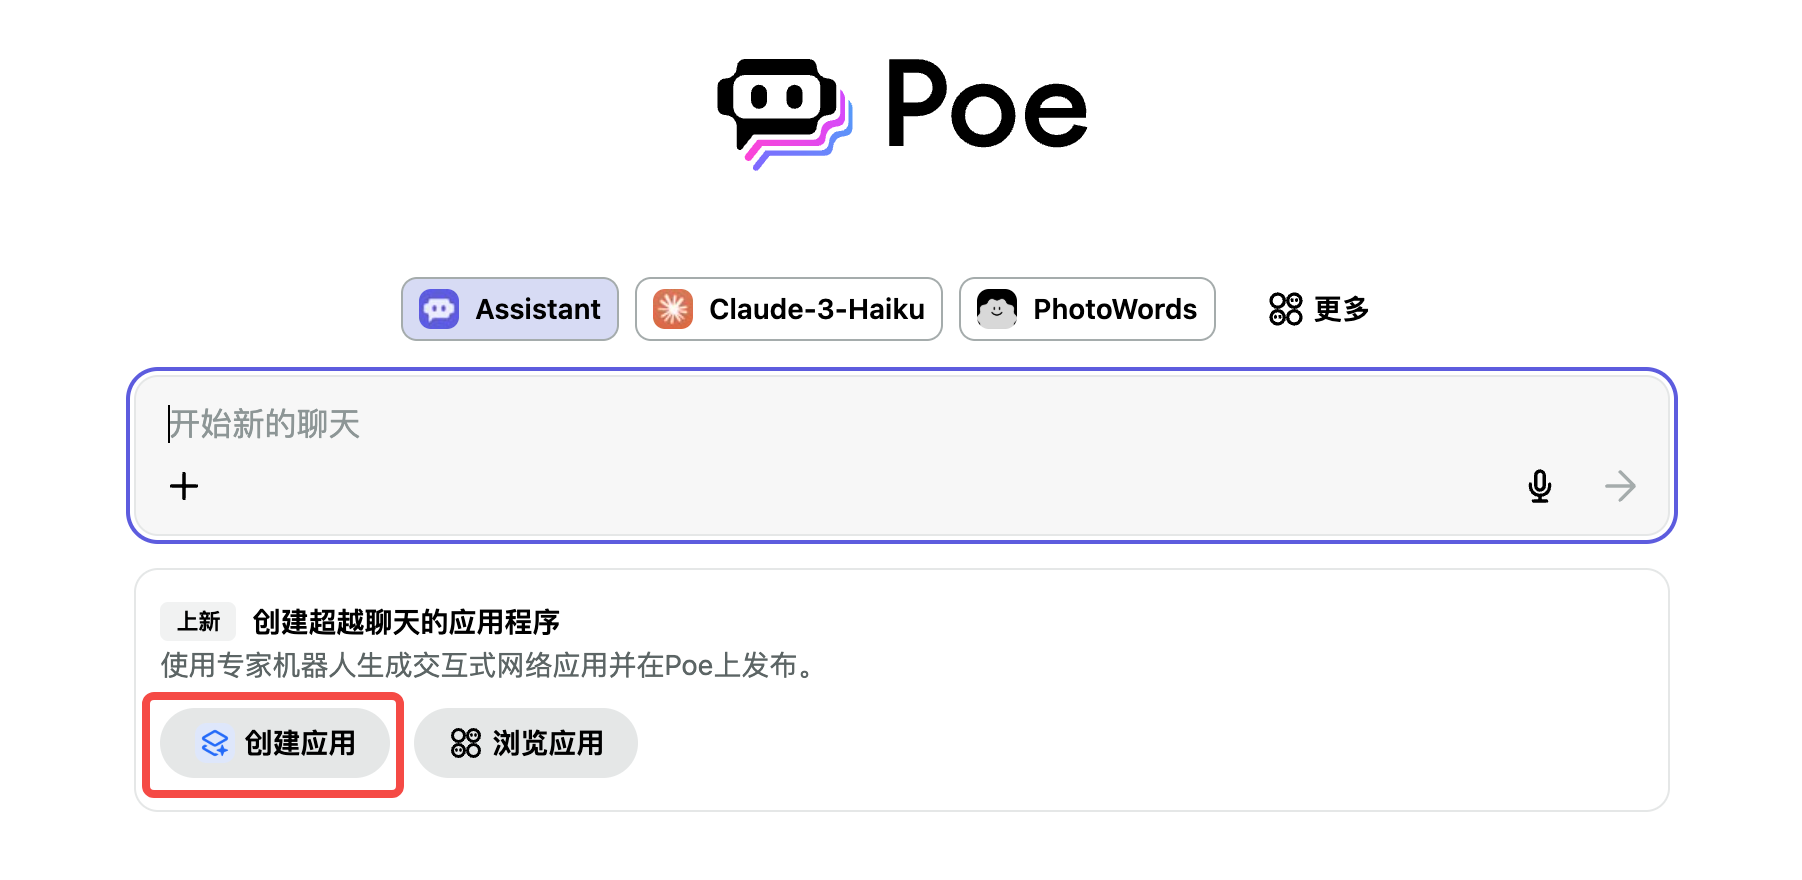 Poe
Assistant Claude-3-Haiku PhotoWords 更多
开始新的聊天
上新 创建超越聊天的应用程序
使用专家机器人生成交互式网络应用并在Poe上发布。
创建应用 浏览应用